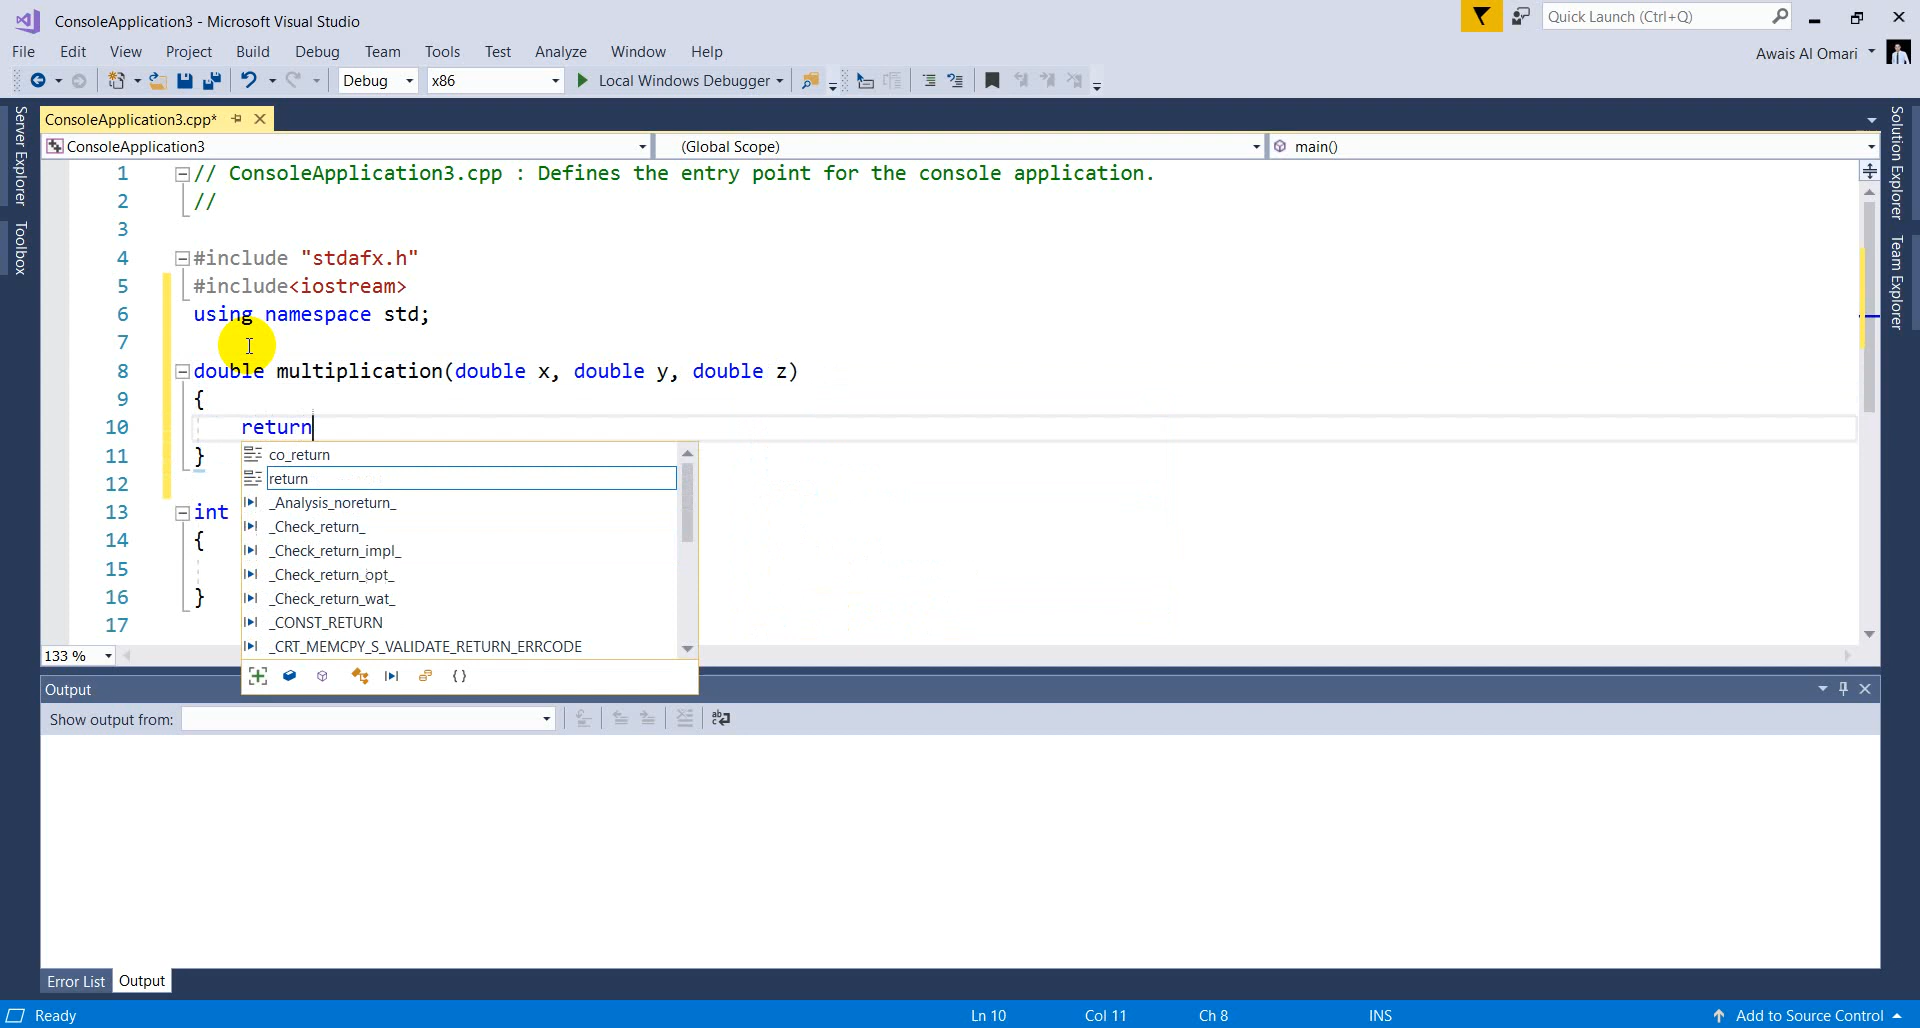 ConsoleApplication3 - Microsoft Visual Studio
Quick Launch (Ctrl+Q)
File Edit View Project Build Debug Team Tools Test Analyze Window Help
Awais Al Omari
Debug x86 Local Windows Debugger
Server Explorer
Toolbox
Solution Explorer
Team Explorer
ConsoleApplication3.cpp*
ConsoleApplication3 (Global Scope) main()
1 // ConsoleApplication3.cpp : Defines the entry point for the console application.
2 //
3
4 #include "stdafx.h"
5 #include<iostream>
6 using namespace std;
7
8 double multiplication(double x, double y, double z)
9 {
10 return
11 }
12
13 int
14 {
15
16 }
17
co_return
return
_Analysis_noreturn_
_Check_return_
_Check_return_impl_
_Check_return_opt_
_Check_return_wat_
_CONST_RETURN
_CRT_MEMCPY_S_VALIDATE_RETURN_ERRCODE
133 %
Output
Show output from:
Error List Output
Ready Ln 10 Col 11 Ch 8 INS Add to Source Control